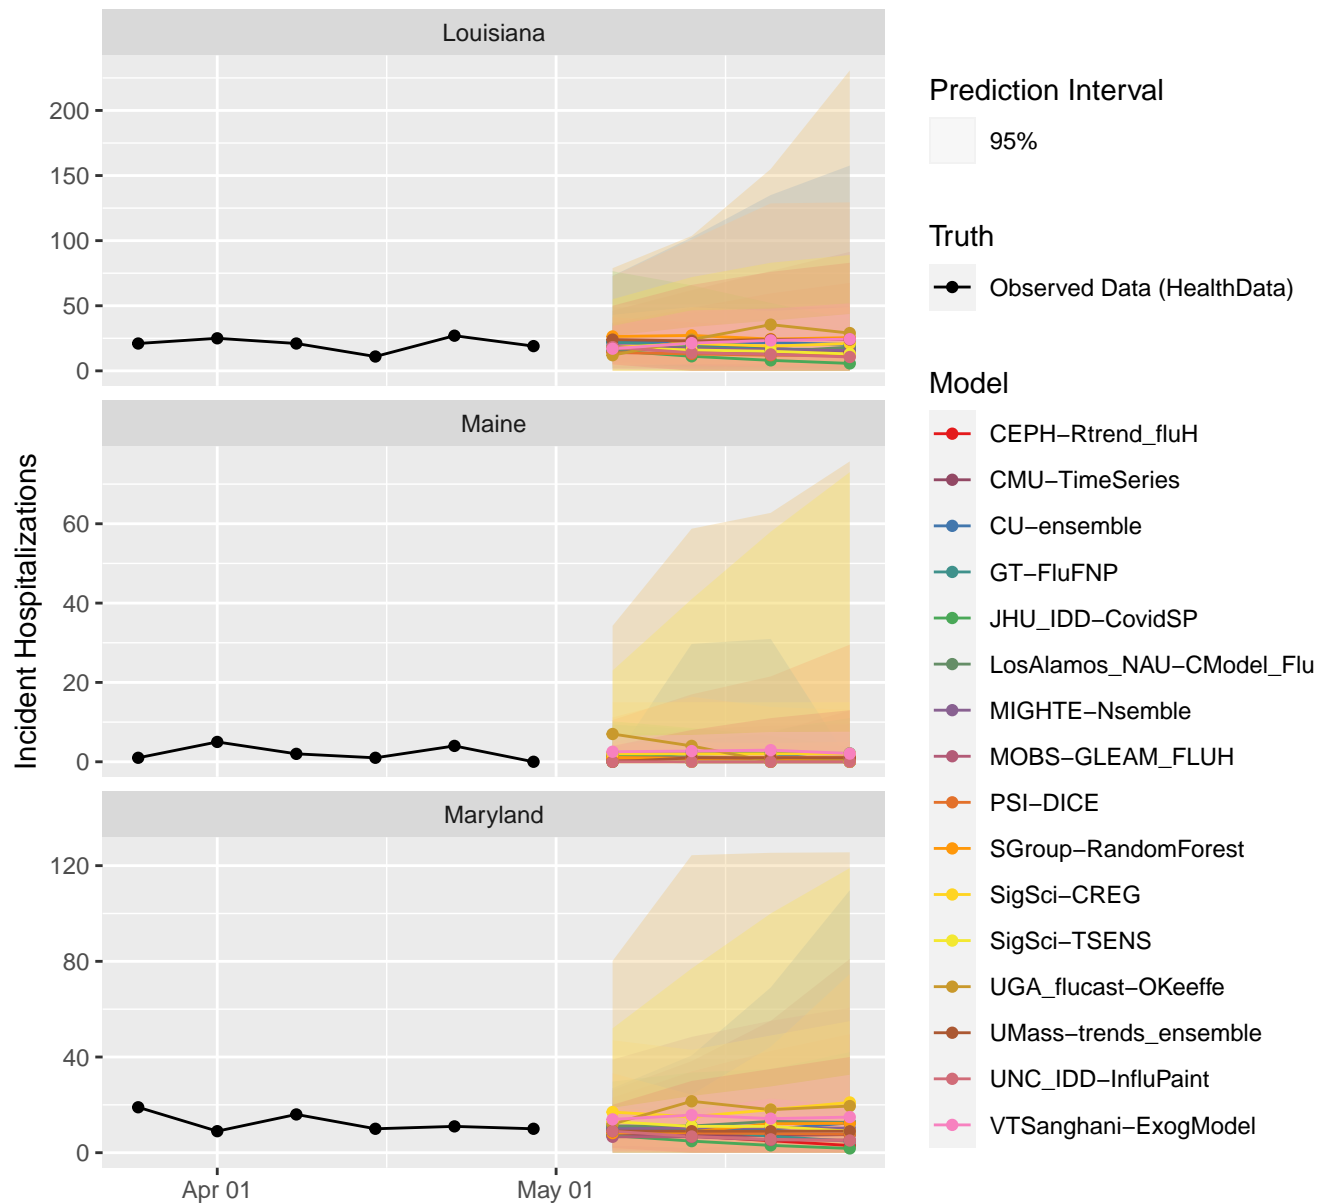 Louisiana
200
150
100
50
0
Maine
60
40
20
0
Maryland
120
80
40
0
Apr 01
May 01
Incident Hospitalizations
Prediction Interval
95%
Truth
Observed Data (HealthData)
Model
CEPH−Rtrend_fluH
CMU−TimeSeries
CU−ensemble
GT−FluFNP
JHU_IDD−CovidSP
LosAlamos_NAU−CModel_Flu
MIGHTE−Nsemble
MOBS−GLEAM_FLUH
PSI−DICE
SGroup−RandomForest
SigSci−CREG
SigSci−TSENS
UGA_flucast−OKeeffe
UMass−trends_ensemble
UNC_IDD−InfluPaint
VTSanghani−ExogModel